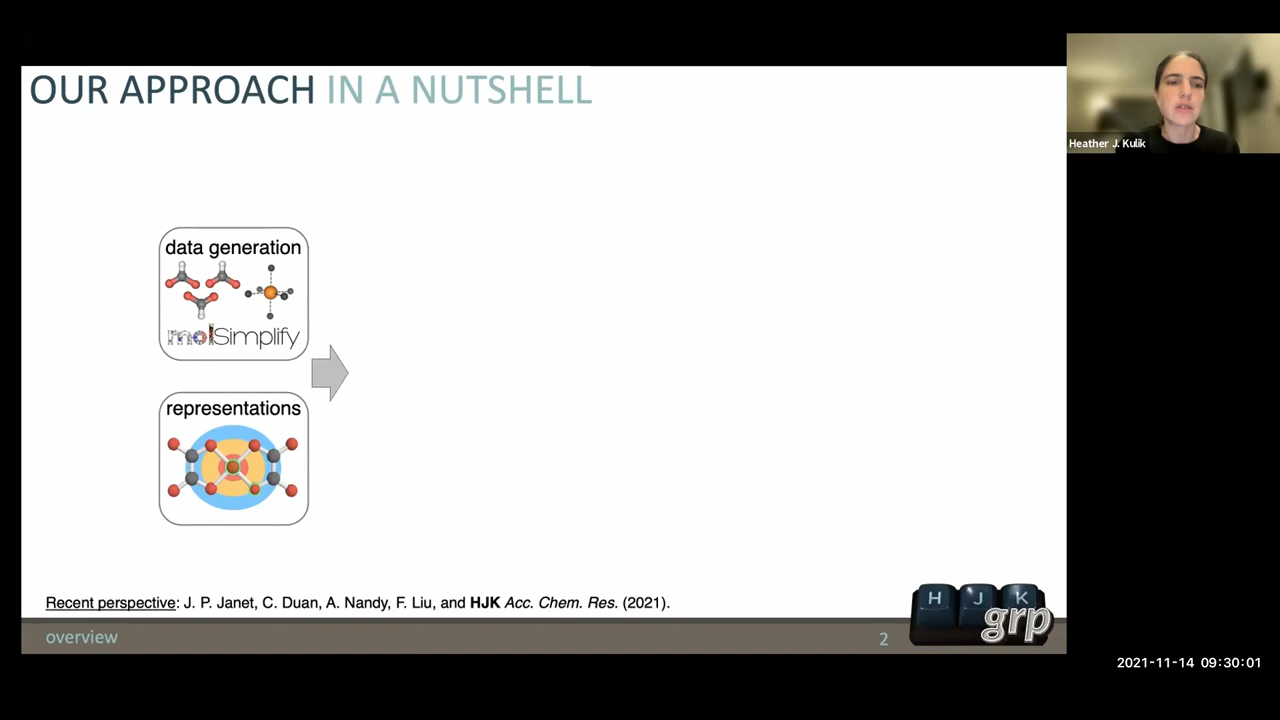 OUR APPROACH IN A NUTSHELL
Heather J. Kulik
data generation
molSimplify
representations
Recent perspective: J. P. Janet, C. Duan, A. Nandy, F. Liu, and HJK Acc. Chem. Res. (2021).
H J K
grp
overview
2
2021-11-14 09:30:01